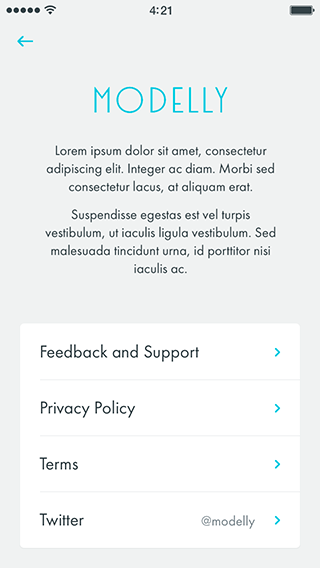 4:21
MODELLY
Lorem ipsum dolor sit amet, consectetur
adipiscing elit. Integer ac diam. Morbi sed
consectetur lacus, at aliquam erat.
Suspendisse egestas est vel turpis
vestibulum, ut iaculis ligula vestibulum. Sed
malesuada tincidunt urna, id porttitor nisi
iaculis ac.
Feedback and Support
Privacy Policy
Terms
Twitter @modelly